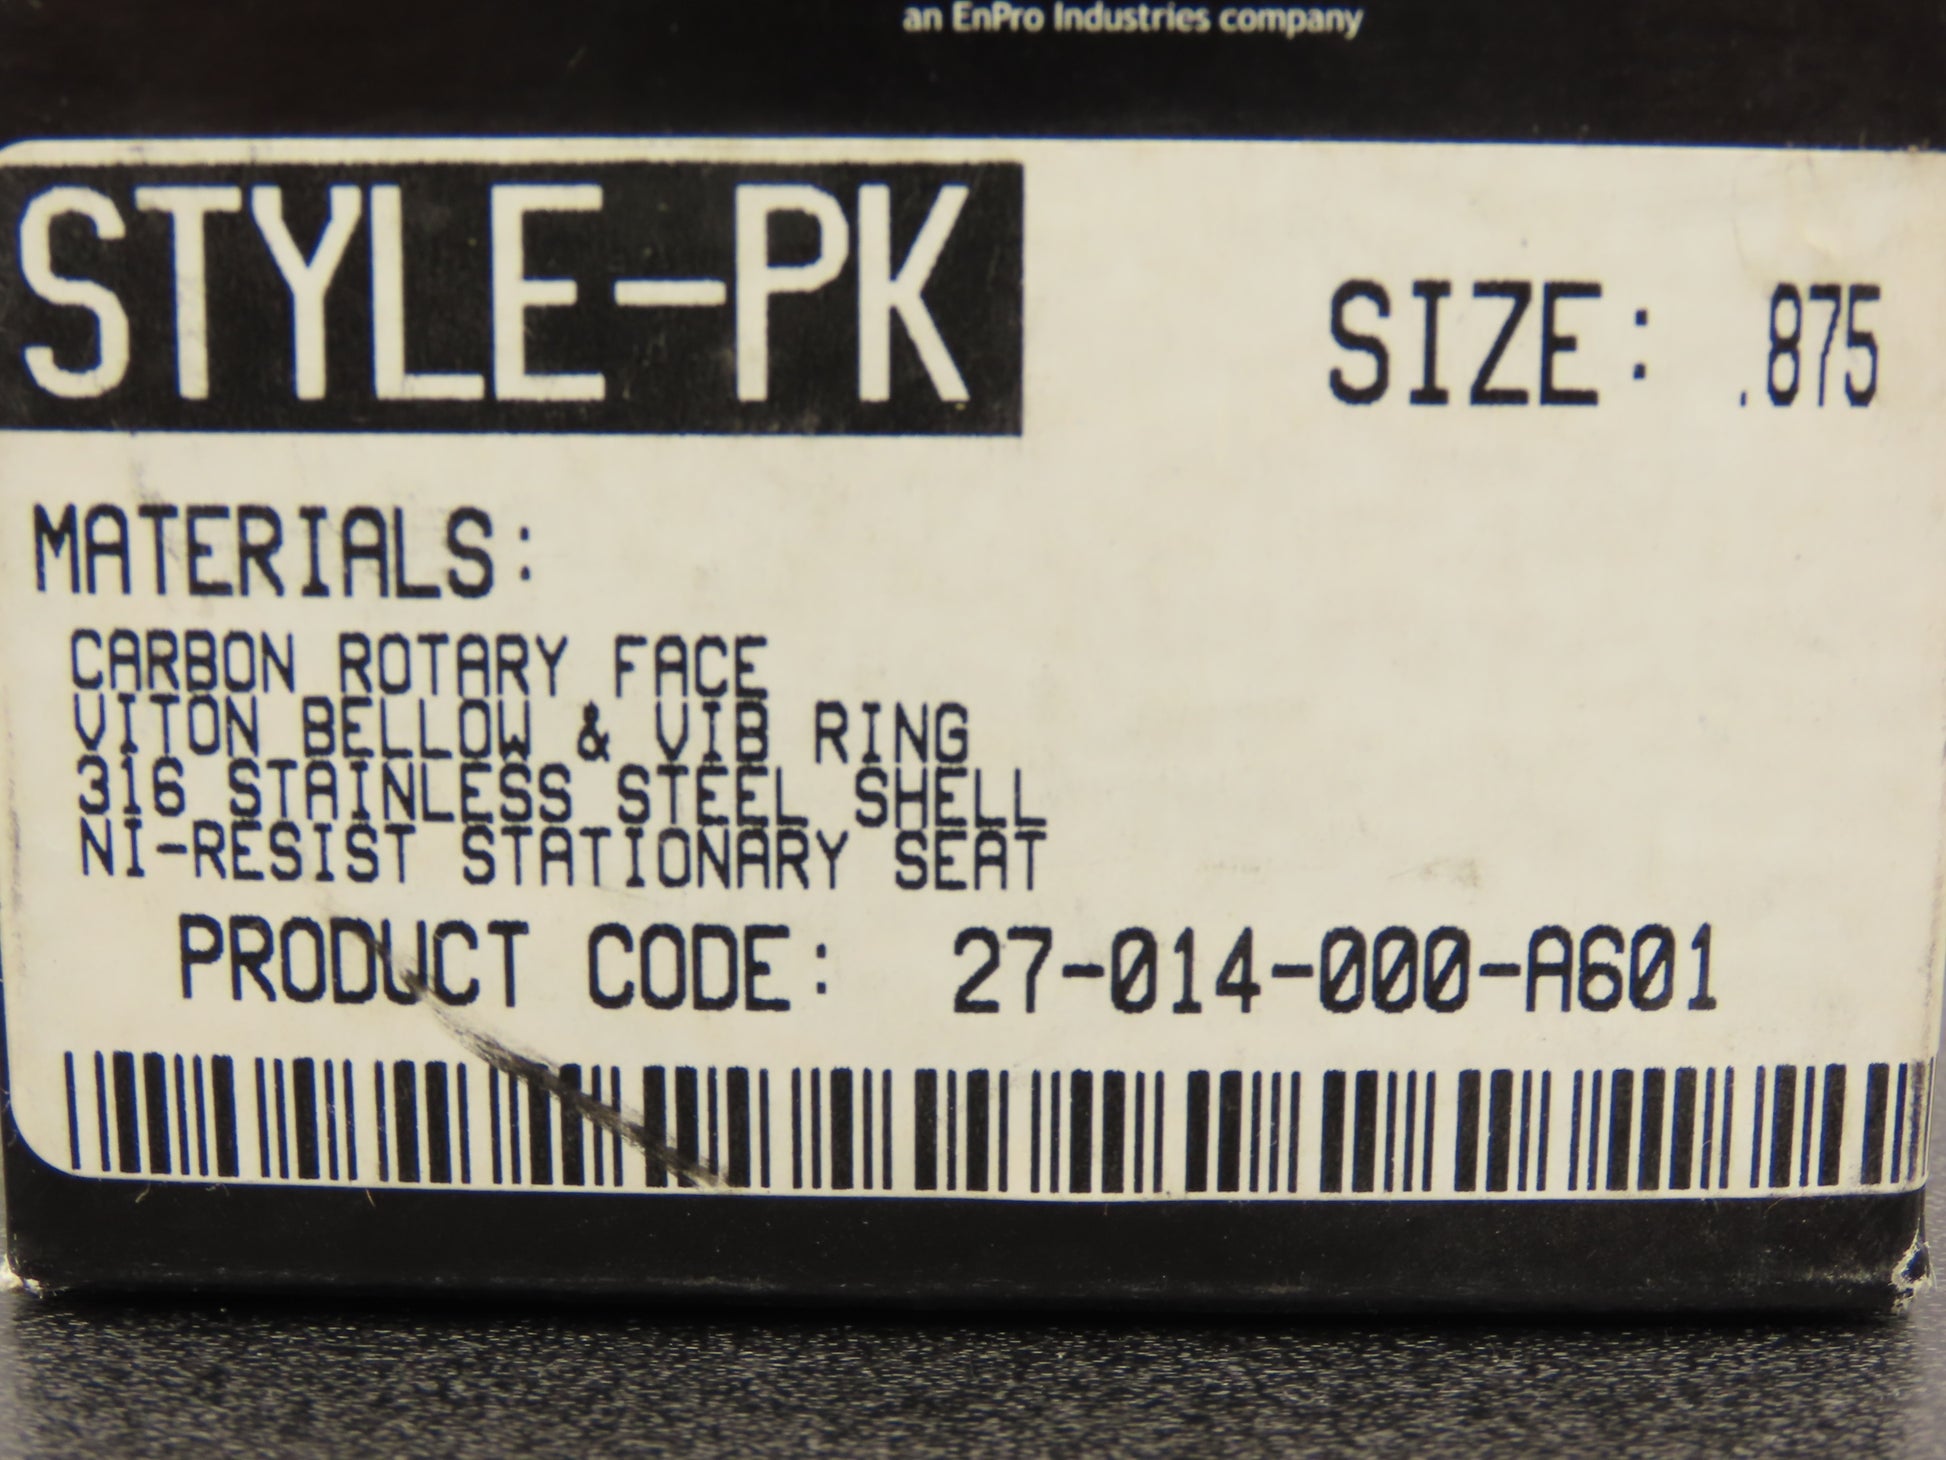 an EnPro Industries company
STYLE-PK
SIZE: .875
MATERIALS:
CARBON ROTARY FACE
VITON BELLOW & VIB RING
316 STAINLESS STEEL SHELL
NI-RESIST STATIONARY SEAT
PRODUCT CODE: 27-014-000-A601